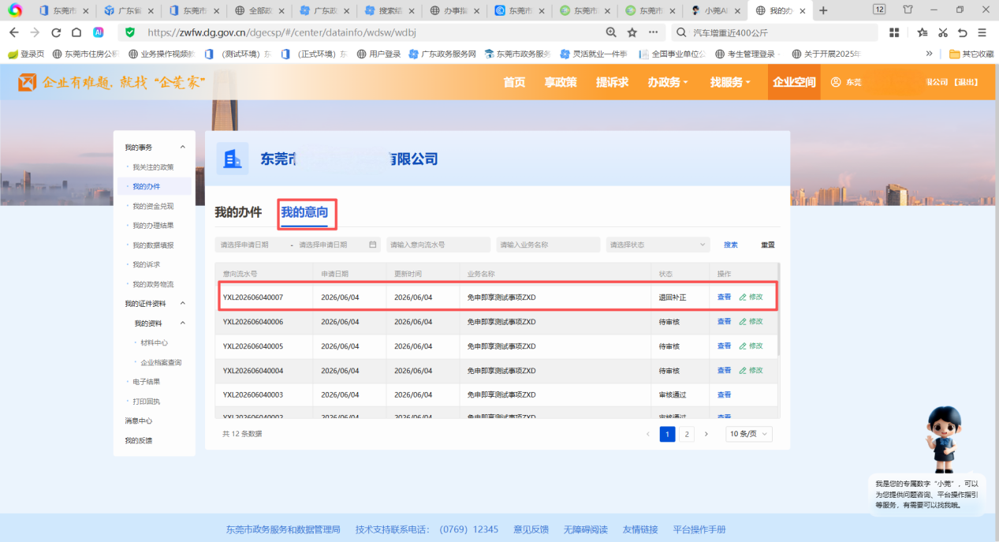 东莞市
广东省
东莞市
全部政
广东政
搜索结
办事指
东莞市
东莞市
东莞市
小莞AI
我的办
12
https://zwfw.dg.gov.cn/dgecsp/#/center/datainfo/wdsw/wdbj
汽车增重近400公斤
登录页 东莞市住房公积 业务操作视频教 (测试环境) 东 (正式环境) 东 用户登录 广东政务服务网 东莞市政务服务 灵活就业一件事 全国事业单位公 考生管理登录 关于开展2025年 其它收藏
企业有难题, 就找“企莞家”
首页 享政策 提诉求 办政务 找服务 企业空间 东莞 限公司 【退出】
我的事务
我关注的政策
我的办件
我的资金兑现
我的办理结果
我的数据填报
我的诉求
我的政务物流
我的证件资料
我的资料
材料中心
企业档案查询
电子结果
打印回执
消息中心
我的反馈
东莞市 有限公司
我的办件 我的意向
请选择申请日期 - 请选择申请日期 请输入意向流水号 请输入业务名称 请选择状态 搜索 重置
意向流水号 申请日期 更新时间 业务名称 状态 操作
YXL202606040007 2026/06/04 2026/06/04 免申即享测试事项ZXD 退回补正 查看 修改
YXL202606040006 2026/06/04 2026/06/04 免申即享测试事项ZXD 待审核 查看 修改
YXL202606040005 2026/06/04 2026/06/04 免申即享测试事项ZXD 待审核 查看 修改
YXL202606040004 2026/06/04 2026/06/04 免申即享测试事项ZXD 待审核 查看 修改
YXL202606040003 2026/06/04 2026/06/04 免申即享测试事项ZXD 审核通过 查看
YXL202606040002 2026/06/04 2026/06/04 免申即享测试事项ZXD 审核通过 查看
共 12 条数据 1 2 10 条/页
我是您的专属数字“小莞”，可以
为您提供问题咨询、平台操作指引
等服务，有需要可以找我哦。
东莞市政务服务和数据管理局 技术支持联系电话： (0769) 12345 意见反馈 无障碍阅读 友情链接 平台操作手册